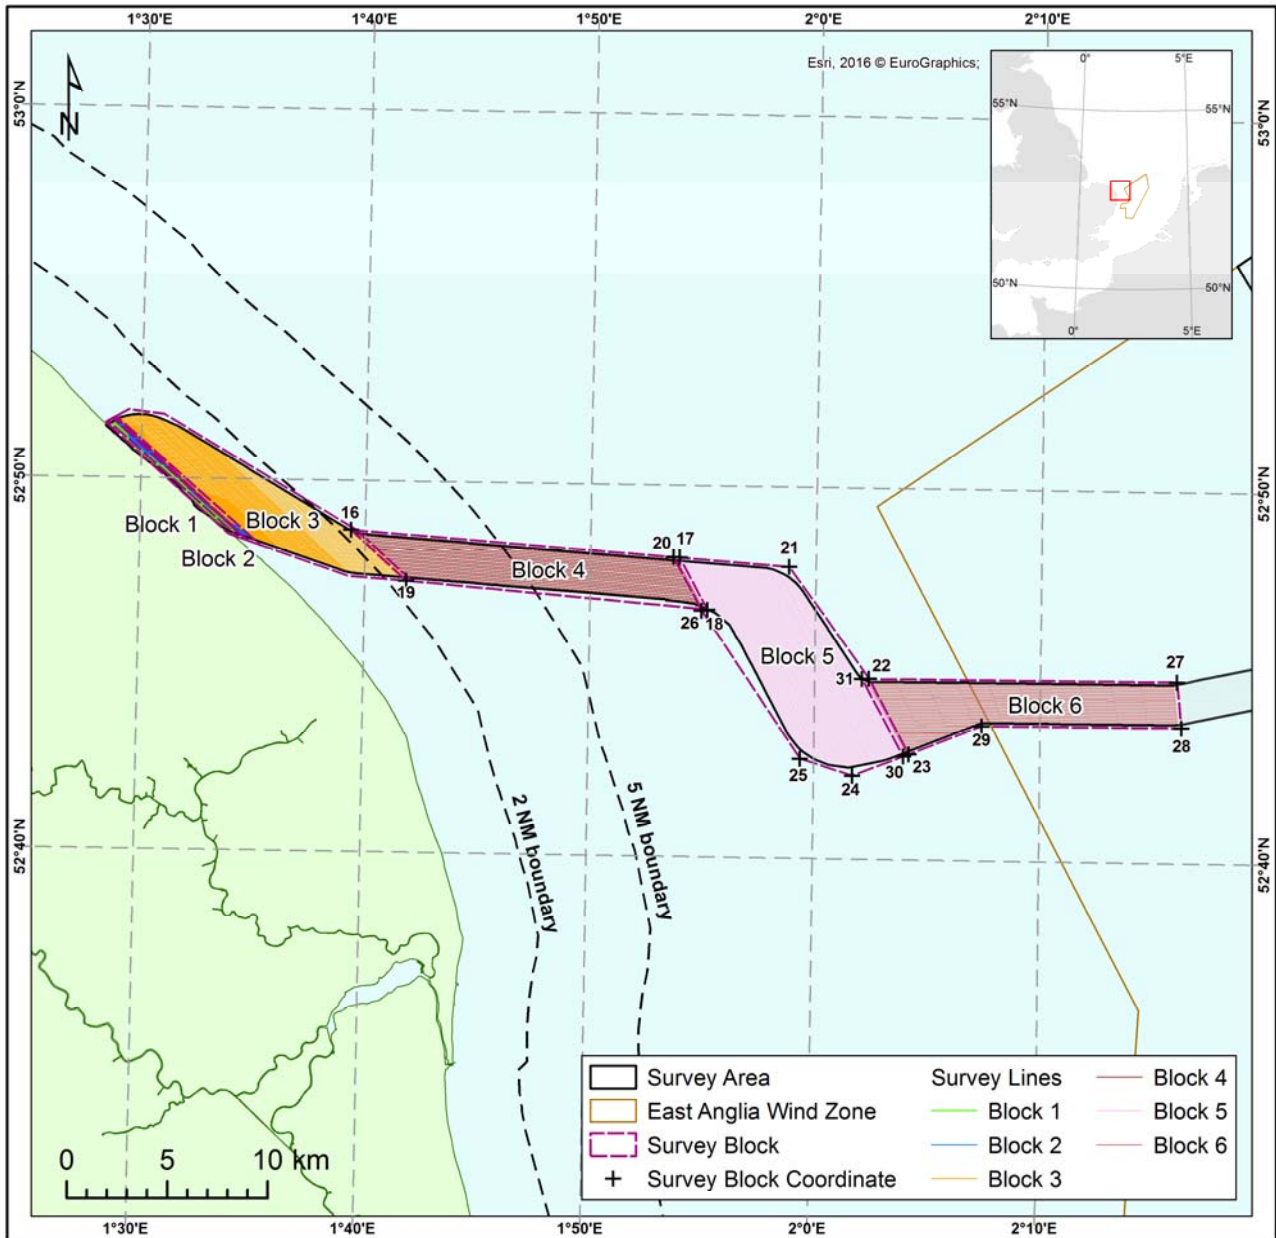 1°30'E 1°40'E 1°50'E 2°0'E 2°10'E
Esri, 2016 © EuroGraphics;
0° 5°E
55°N 55°N
50°N 50°N
0° 5°E
N
53°0'N 53°0'N
52°50'N 52°50'N
52°40'N 52°40'N
16
Block 3
Block 1
Block 2
20 17
21
Block 4
19
26 18
Block 5
22
31
27
Block 6
29
28
30 23
25
24
2 NM boundary
5 NM boundary
0 5 10 km
Survey Area
East Anglia Wind Zone
Survey Block
Survey Block Coordinate
Survey Lines
Block 1
Block 2
Block 3
Block 4
Block 5
Block 6
1°30'E 1°40'E 1°50'E 2°0'E 2°10'E